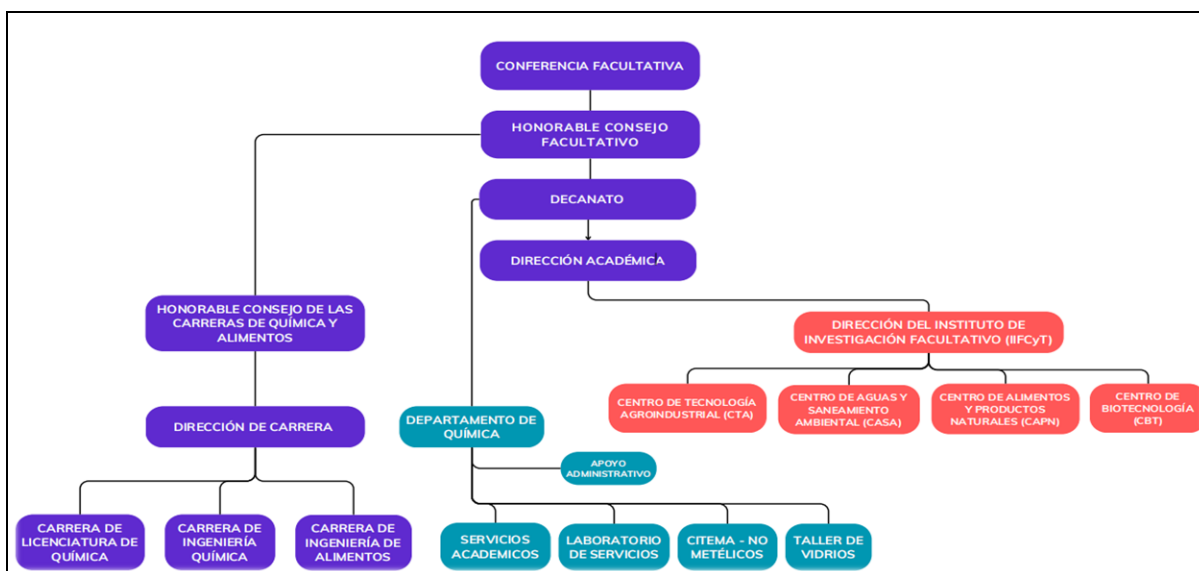 CONFERENCIA FACULTATIVA
HONORABLE CONSEJO
FACULTATIVO
DECANATO
DIRECCIÓN ACADÉMICA
HONORABLE CONSEJO DE LAS
CARRERAS DE QUÍMICA Y
ALIMENTOS
DIRECCIÓN DEL INSTITUTO DE
INVESTIGACIÓN FACULTATIVO (IIFCyT)
CENTRO DE TECNOLOGÍA
AGROINDUSTRIAL (CTA)
CENTRO DE AGUAS Y
SANEAMIENTO
AMBIENTAL (CASA)
CENTRO DE ALIMENTOS
Y PRODUCTOS
NATURALES (CAPN)
CENTRO DE
BIOTECNOLOGÍA
(CBT)
DIRECCIÓN DE CARRERA
DEPARTAMENTO DE
QUÍMICA
APOYO
ADMINISTRATIVO
CARRERA DE
LICENCIATURA DE
QUÍMICA
CARRERA DE
INGENIERÍA
QUÍMICA
CARRERA DE
INGENIERÍA DE
ALIMENTOS
SERVICIOS
ACADEMICOS
LABORATORIO
DE SERVICIOS
CITEMA - NO
METÉLICOS
TALLER DE
VIDRIOS